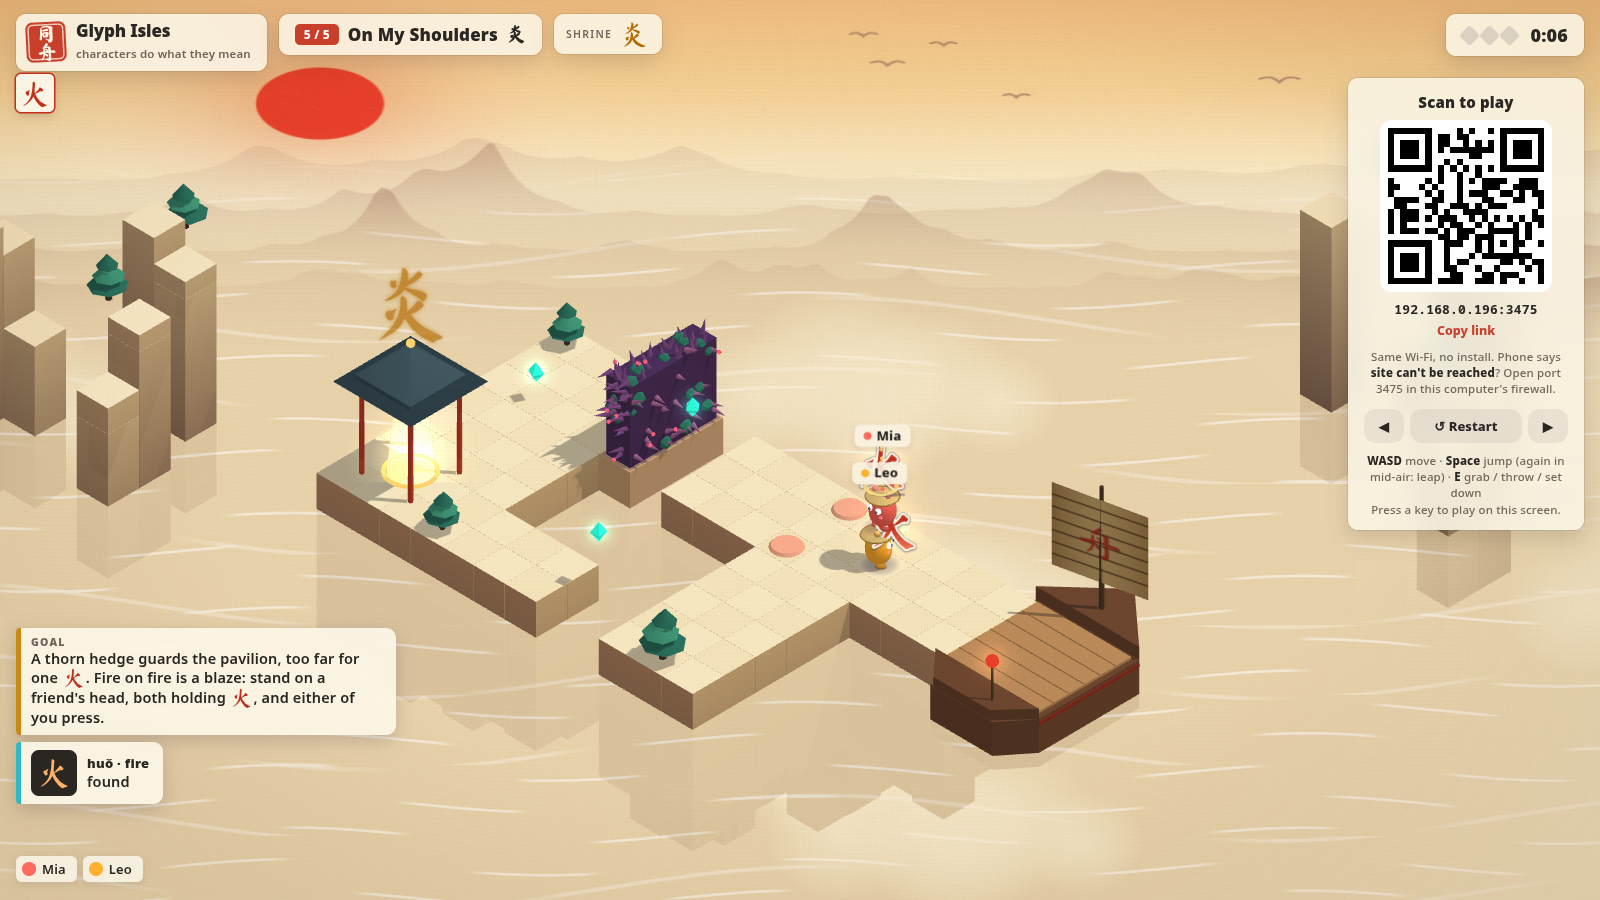 同舟
Glyph Isles
characters do what they mean
5 / 5 On My Shoulders 炎
SHRINE 炎
0:06
火
Scan to play
192.168.0.196:3475
Copy link
Same Wi-Fi, no install. Phone says
site can't be reached? Open port
3475 in this computer's firewall.
◀ ↺ Restart ▶
WASD move · Space jump (again in
mid-air: leap) · E grab / throw / set
down
Press a key to play on this screen.
炎
Mia
火
Leo
火
舟
GOAL
A thorn hedge guards the pavilion, too far for
one 火. Fire on fire is a blaze: stand on a
friend's head, both holding 火, and either of
you press.
火
huǒ · fire
found
Mia Leo